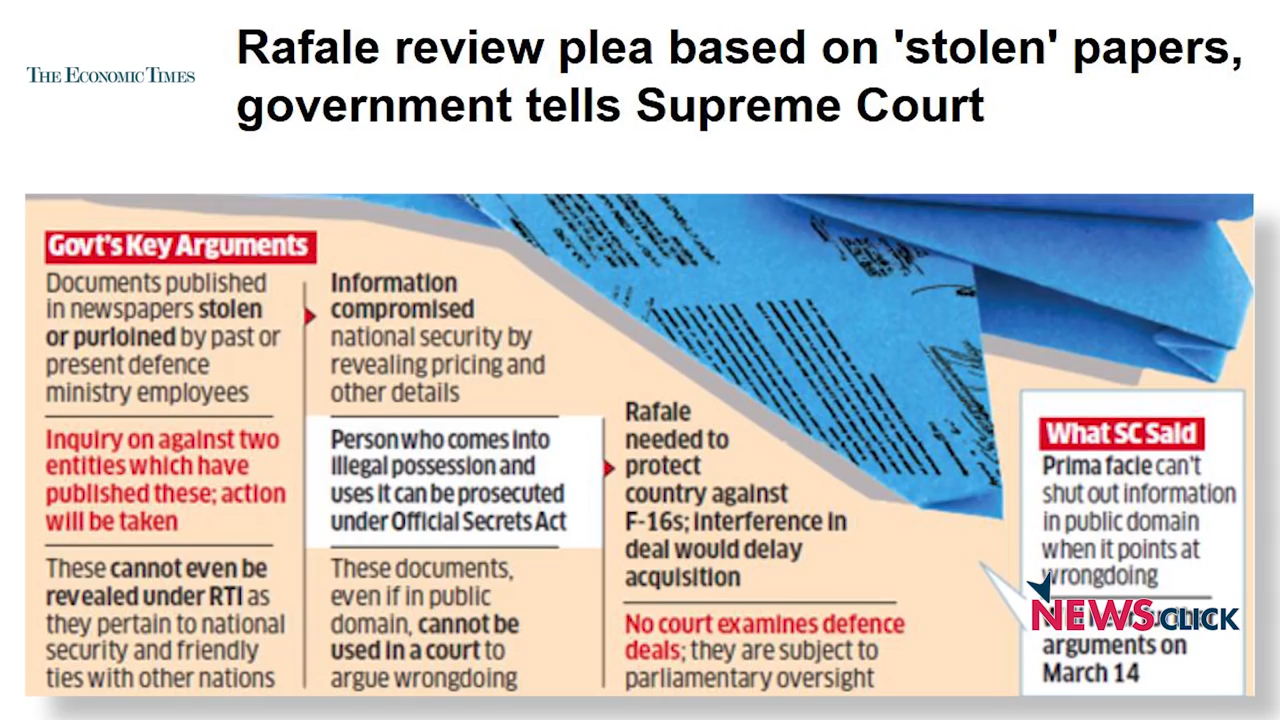 THE ECONOMIC TIMES
Rafale review plea based on 'stolen' papers,
government tells Supreme Court
Govt's Key Arguments
Documents published
in newspapers stolen
or purloined by past or
present defence
ministry employees
Inquiry on against two
entities which have
published these; action
will be taken
These cannot even be
revealed under RTI as
they pertain to national
security and friendly
ties with other nations
Information
compromised
national security by
revealing pricing and
other details
Person who comes into
illegal possession and
uses it can be prosecuted
under Official Secrets Act
These documents,
even if in public
domain, cannot be
used in a court to
argue wrongdoing
Rafale
needed to
protect
country against
F-16s; interference in
deal would delay
acquisition
No court examines defence
deals; they are subject to
parliamentary oversight
What SC Said
Prima facie can't
shut out information
in public domain
when it points at
wrongdoing
arguments on
March 14
NEWSCLICK